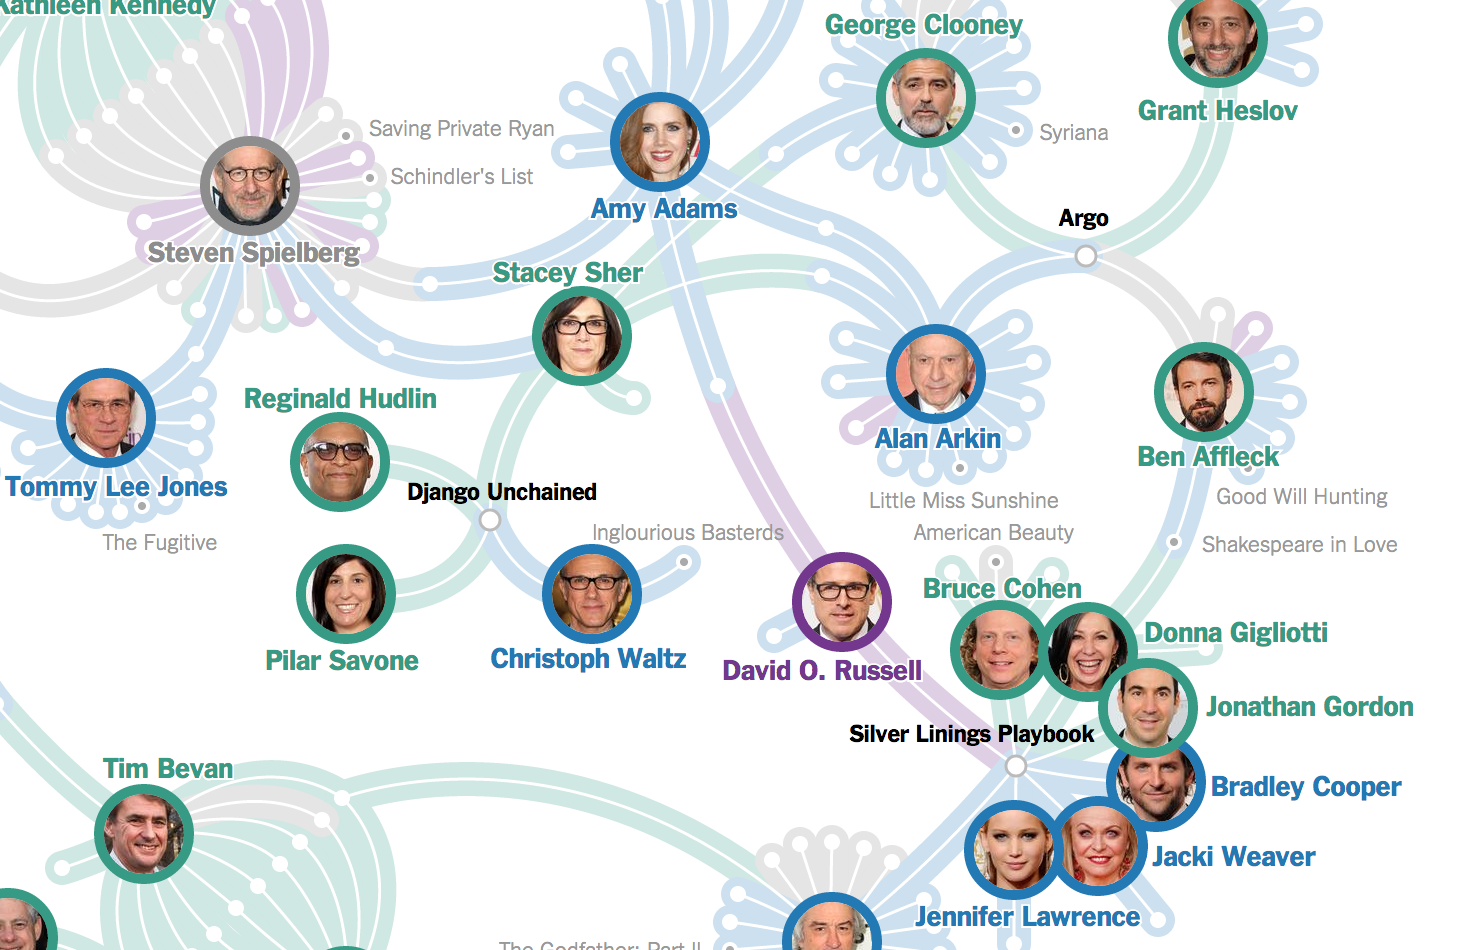 Kathleen Kennedy
George Clooney
Grant Heslov
Saving Private Ryan
Syriana
Schindler's List
Amy Adams
Argo
Steven Spielberg
Stacey Sher
Reginald Hudlin
Alan Arkin
Ben Affleck
Tommy Lee Jones
Django Unchained
Little Miss Sunshine
Good Will Hunting
The Fugitive
Inglourious Basterds
American Beauty
Shakespeare in Love
Bruce Cohen
Donna Gigliotti
Pilar Savone
Christoph Waltz
David O. Russell
Jonathan Gordon
Silver Linings Playbook
Tim Bevan
Bradley Cooper
Jacki Weaver
Jennifer Lawrence
The Godfather: Part II